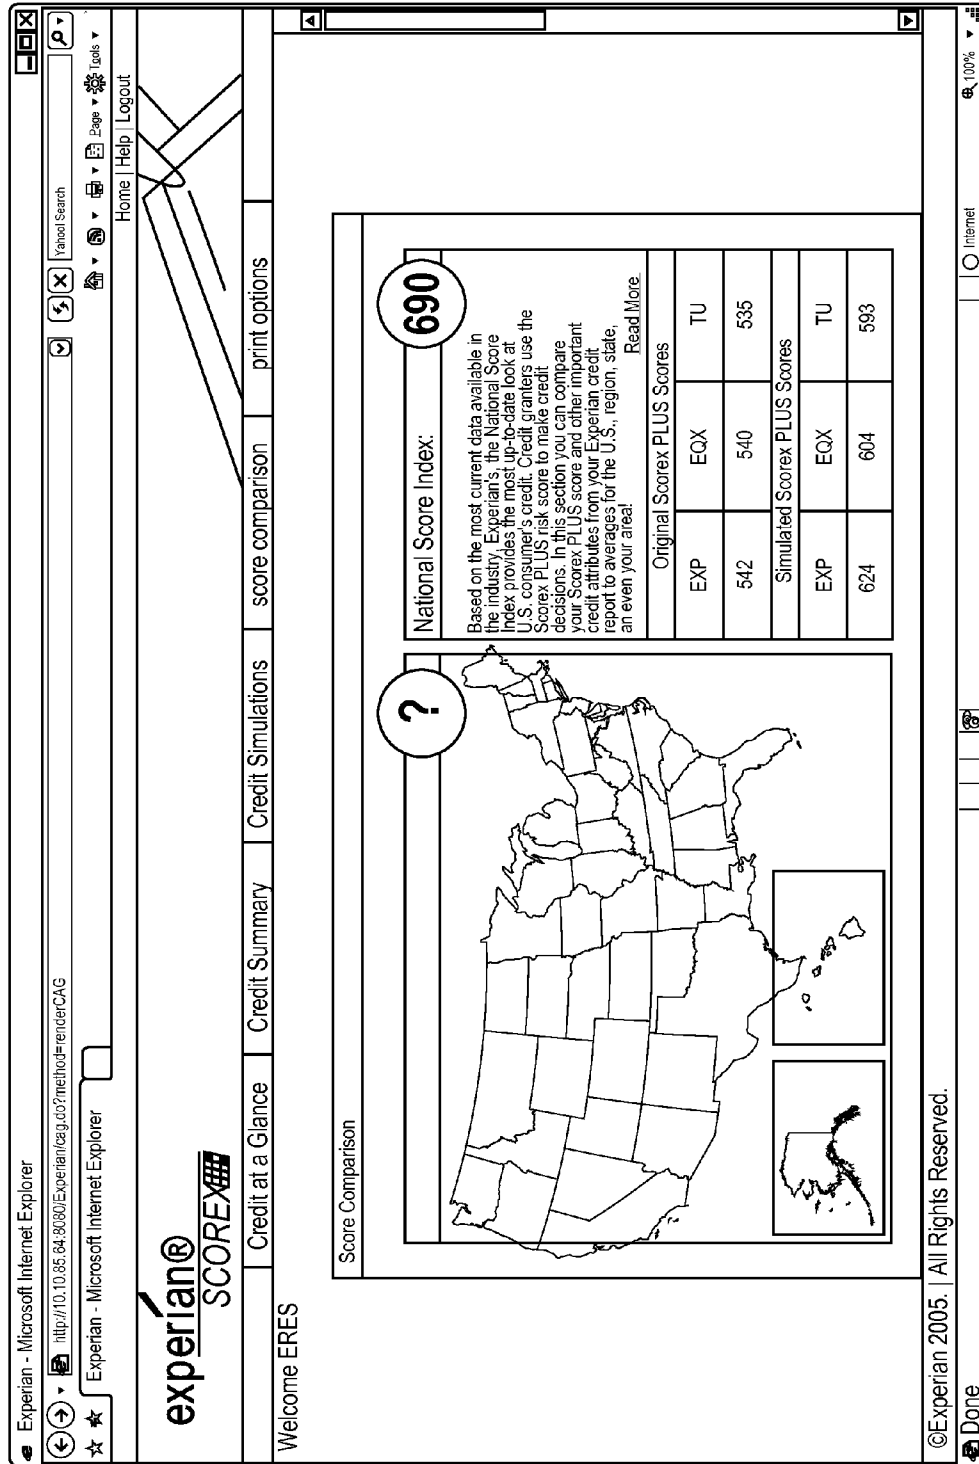 Experian - Microsoft Internet Explorer
http://10.10.85.64:8080/Experian/cag.do?method=renderCAG
Yahool Search
Experian - Microsoft Internet Explorer
Page Tools
Home | Help | Logout
experían®
SCOREX
Credit at a Glance Credit Summary Credit Simulations score comparison print options
Welcome ERES
Score Comparison
?
National Score Index:
690
Based on the most current data available in
the industry, Experian's, the National Score
Index provides the most up-to-date look at
U.S. consumer's credit. Credit granters use the
Scorex PLUS risk score to make credit
decisions. In this section you can compare
your Scorex PLUS score and other important
credit attributes from your Experian credit
report to averages for the U.S., region, state,
an even your area!
Read More
Original Scorex PLUS Scores
EXP EQX TU
542 540 535
Simulated Scorex PLUS Scores
EXP EQX TU
624 604 593
©Experian 2005. | All Rights Reserved.
Done
Internet
100%